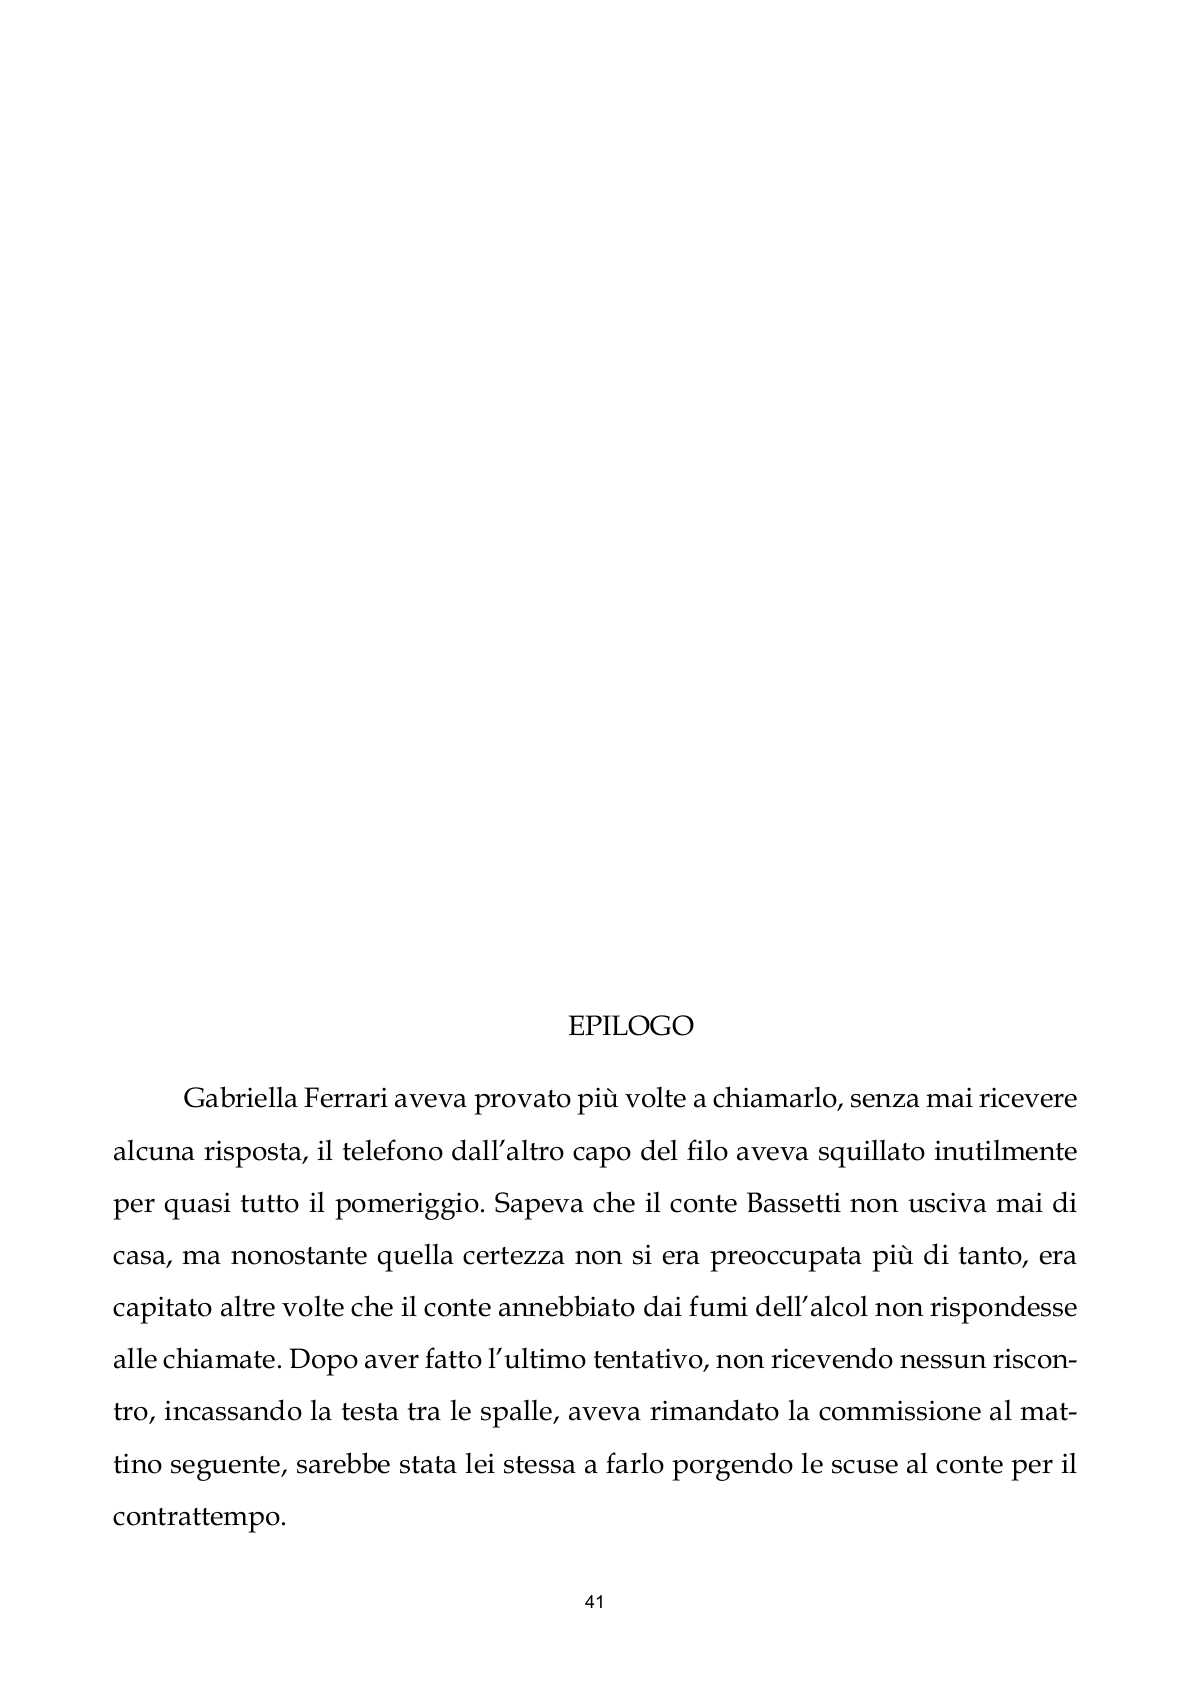 EPILOGO
Gabriella Ferrari aveva provato più volte a chiamarlo, senza mai ricevere
alcuna risposta, il telefono dall’altro capo del filo aveva squillato inutilmente
per quasi tutto il pomeriggio. Sapeva che il conte Bassetti non usciva mai di
casa, ma nonostante quella certezza non si era preoccupata più di tanto, era
capitato altre volte che il conte annebbiato dai fumi dell’alcol non rispondesse
alle chiamate. Dopo aver fatto l’ultimo tentativo, non ricevendo nessun riscon-
tro, incassando la testa tra le spalle, aveva rimandato la commissione al mat-
tino seguente, sarebbe stata lei stessa a farlo porgendo le scuse al conte per il
contrattempo.
41